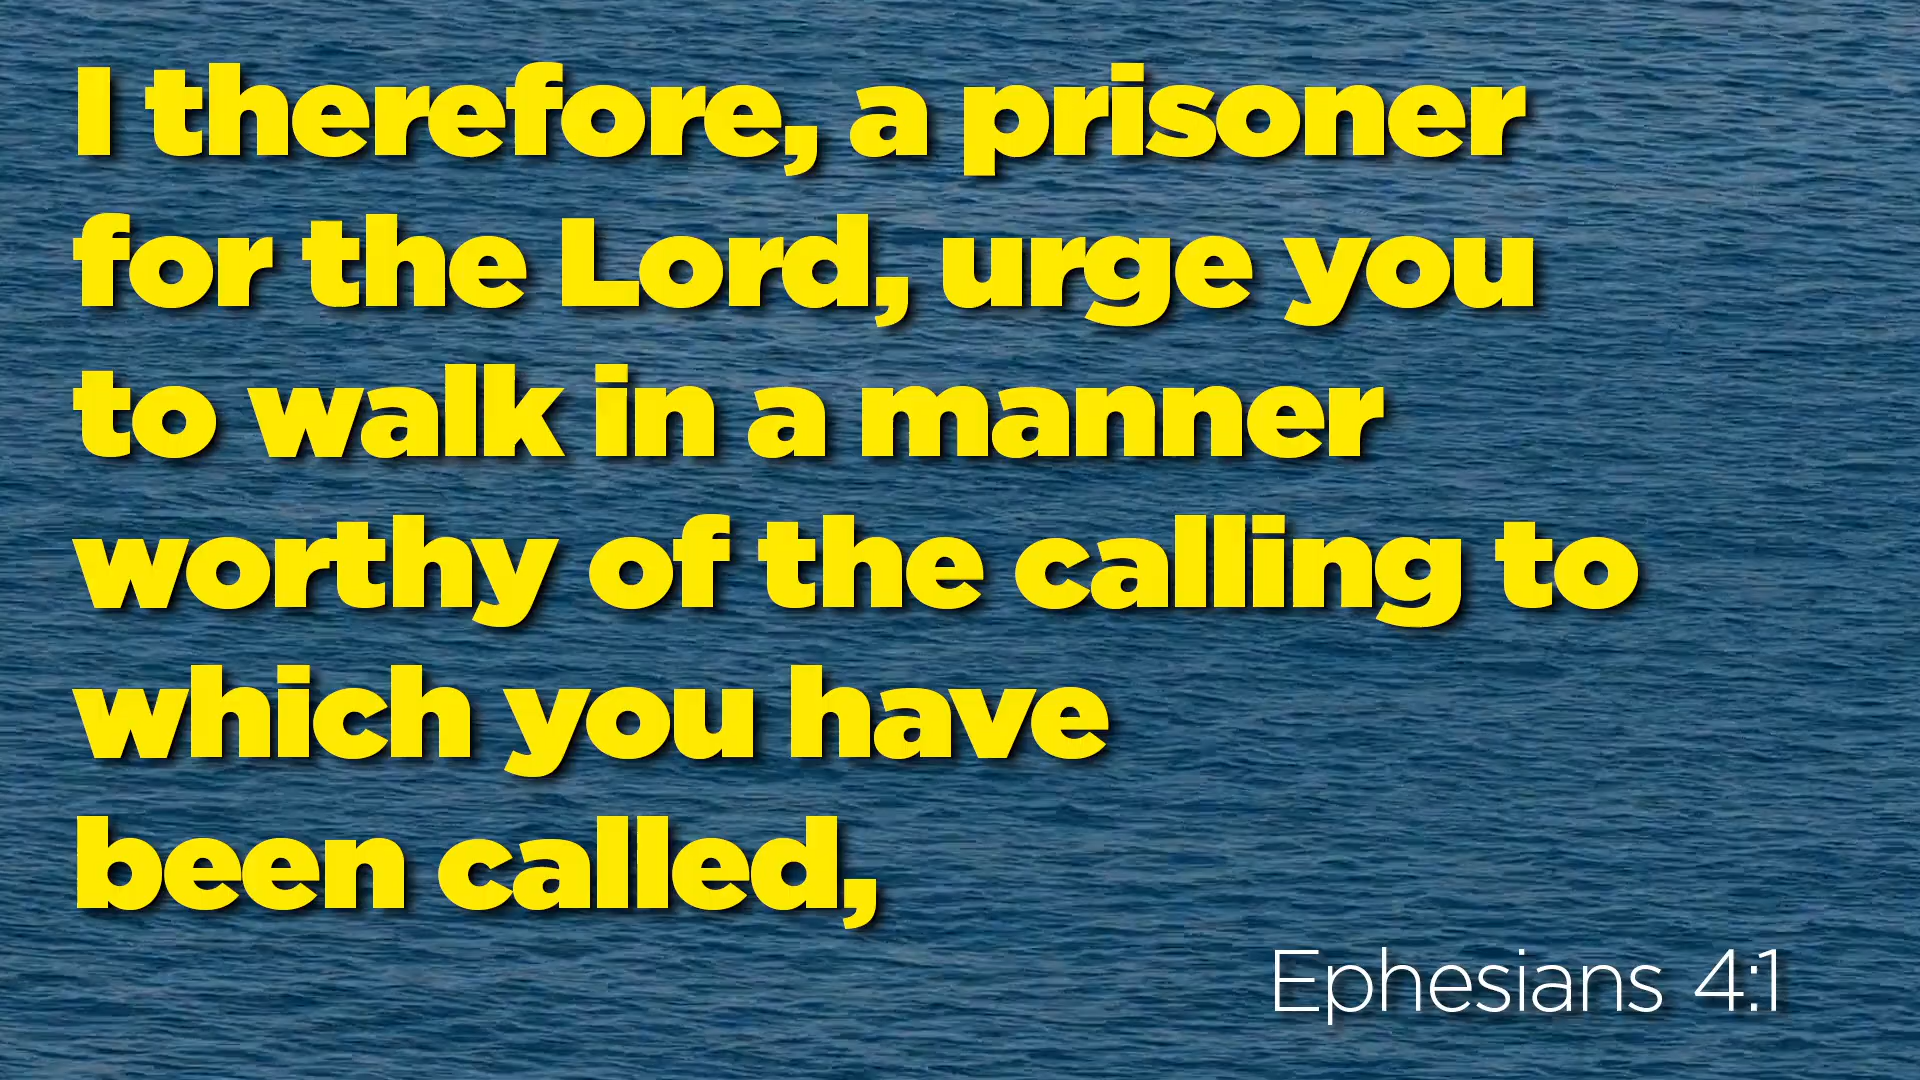 I therefore, a prisoner
for the Lord, urge you
to walk in a manner
worthy of the calling to
which you have
been called,
Ephesians 4:1